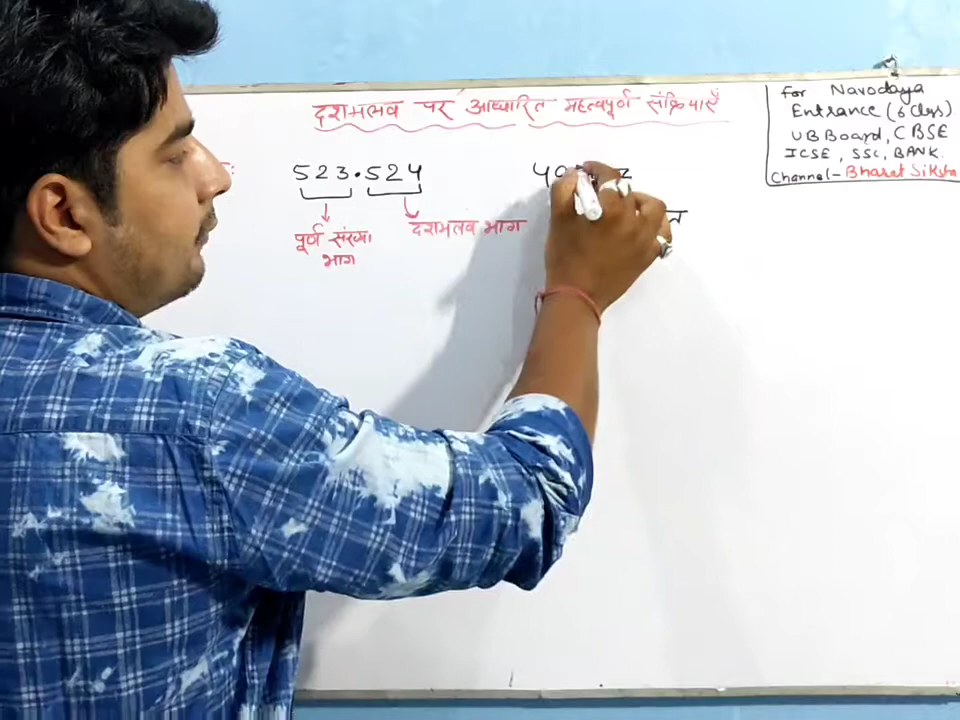 दशमलव पर आधारित महत्वपूर्ण संक्रियाएँ
For Navodaya
Entrance (6 Class)
UB Board, CBSE
ICSE, SSC, BANK.
Channel- Bharat Siksha
523.524
पूर्ण संख्या
भाग
दशमलव भाग